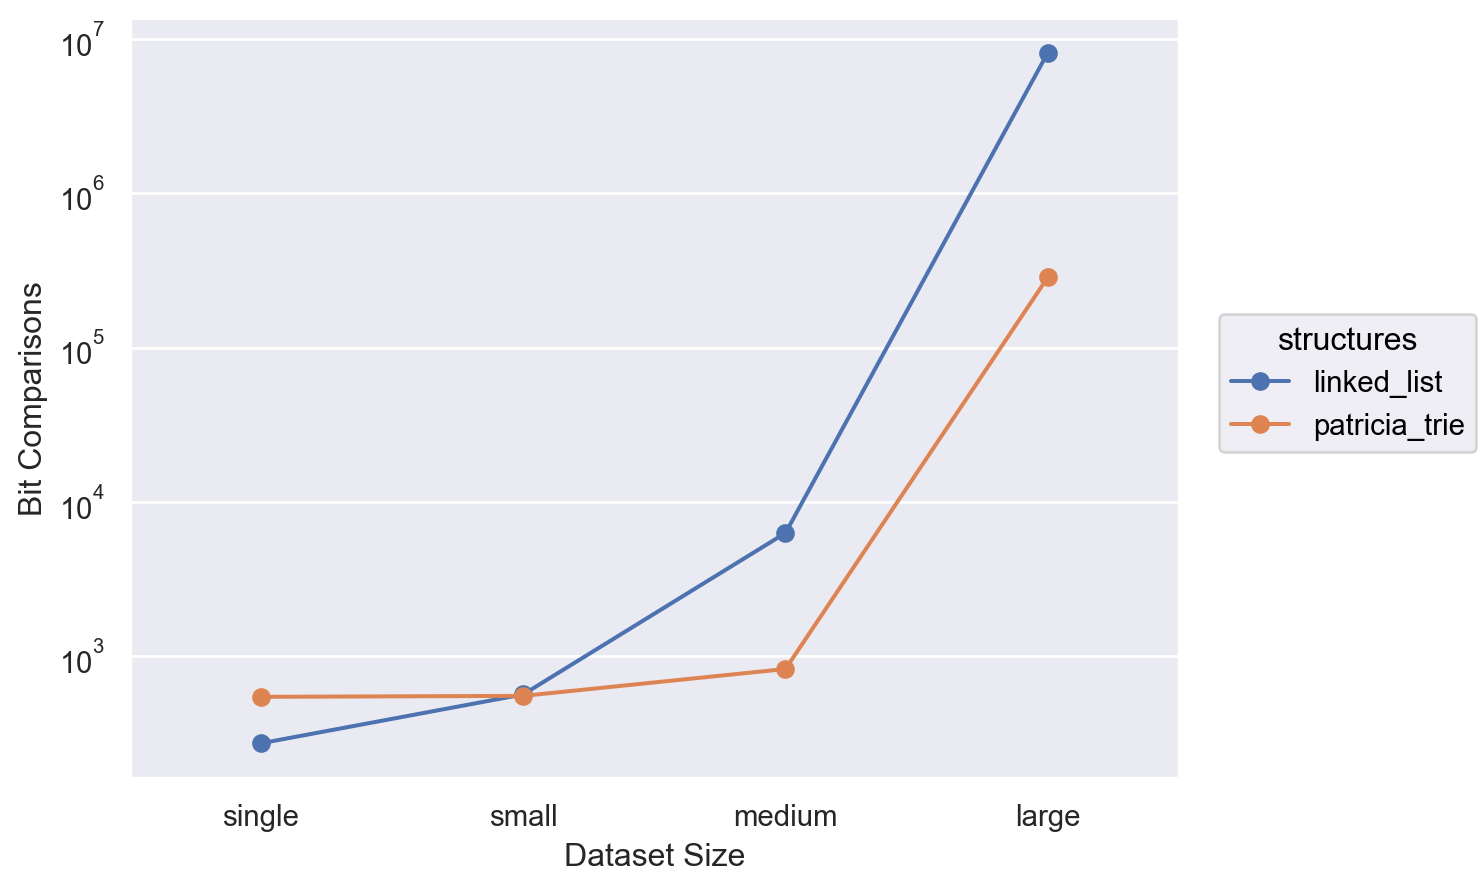 10^7
10^6
10^5
10^4
10^3
Bit Comparisons
single small medium large
Dataset Size
structures
linked_list
patricia_trie